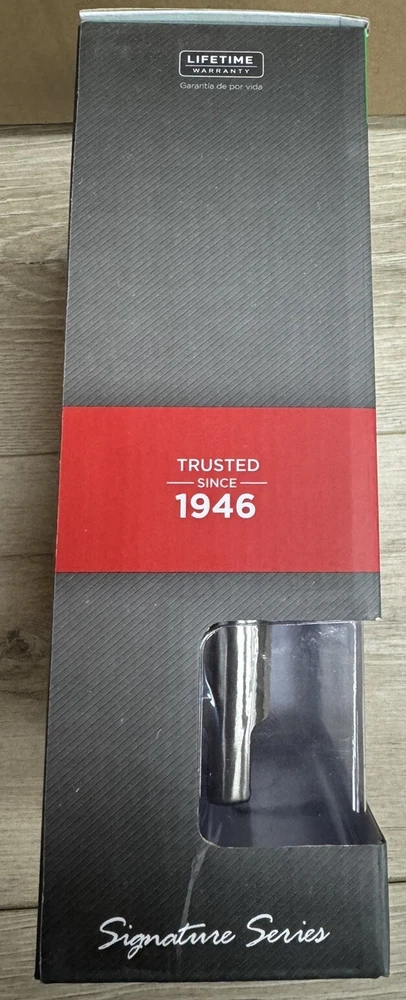 LIFETIME
WARRANTY
Garantía de por vida
TRUSTED
SINCE
1946
Signature Series